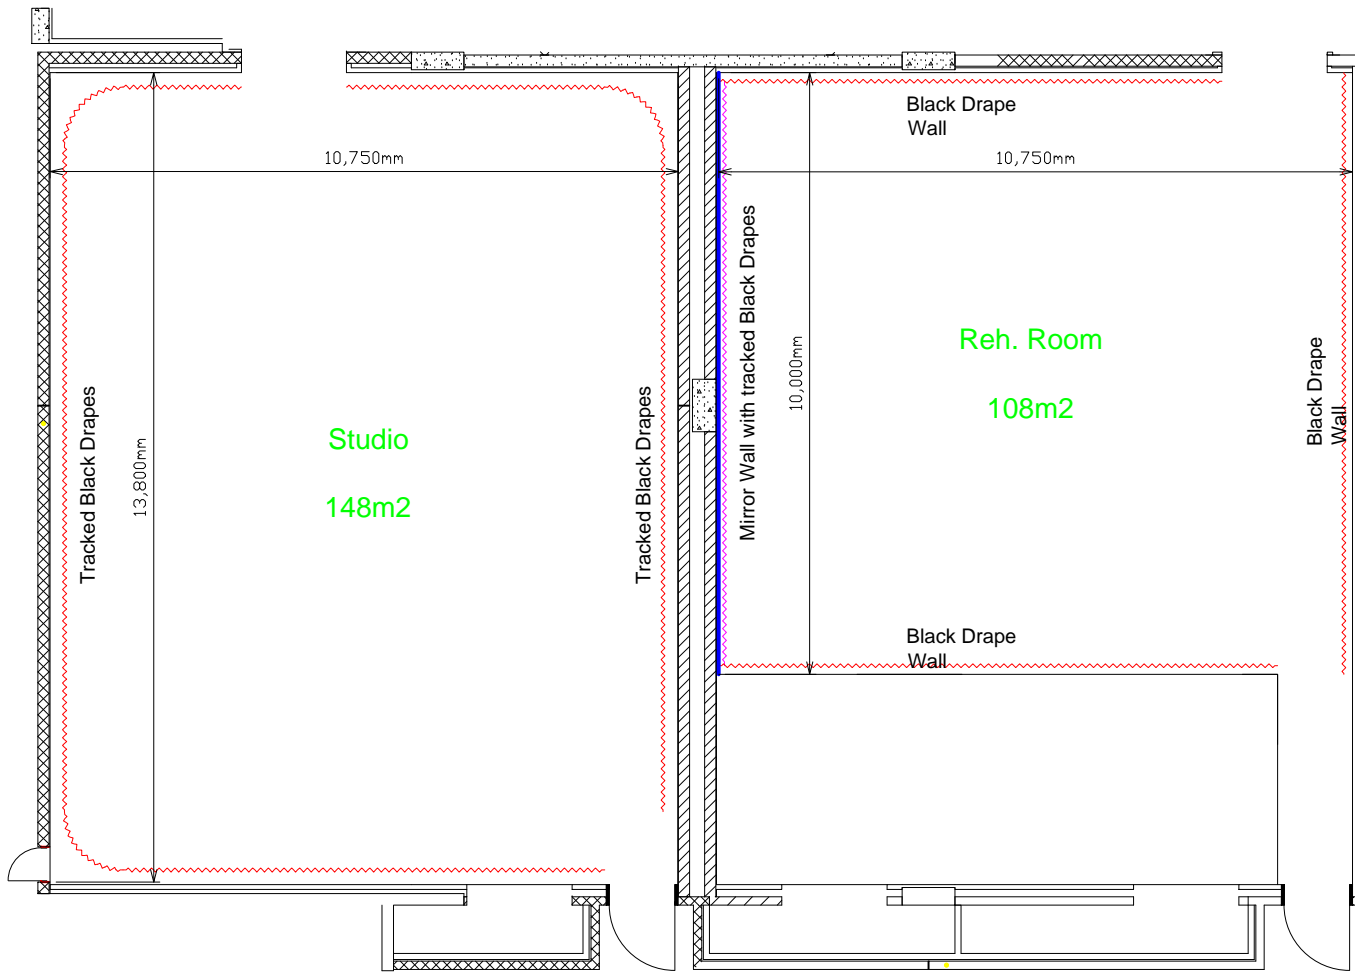 10,750mm
Tracked Black Drapes
13,800mm
Studio
148m2
Tracked Black Drapes
Black Drape
Wall
10,750mm
Mirror Wall with tracked Black Drapes
10,000mm
Reh. Room
108m2
Black Drape
Wall
Black Drape
Wall